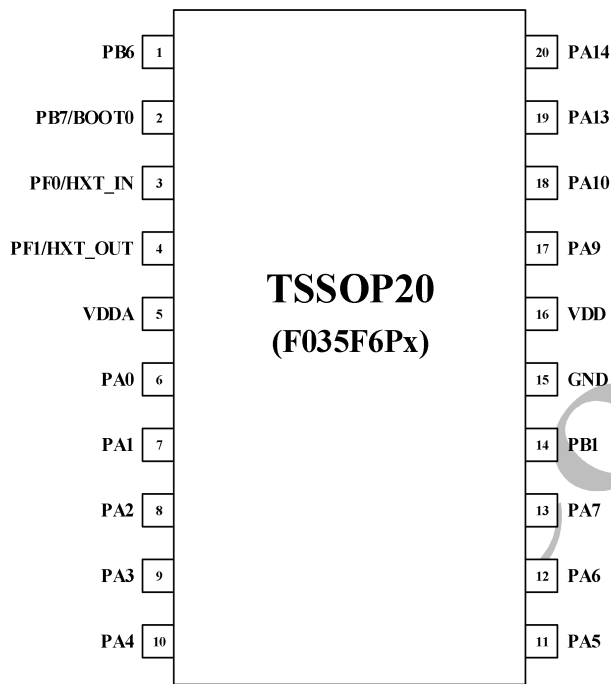 PB6 1 20 PA14
PB7/BOOT0 2 19 PA13
PF0/HXT_IN 3 18 PA10
PF1/HXT_OUT 4 17 PA9
TSSOP20
(F035F6Px)
VDDA 5 16 VDD
PA0 6 15 GND
PA1 7 14 PB1
PA2 8 13 PA7
PA3 9 12 PA6
PA4 10 11 PA5